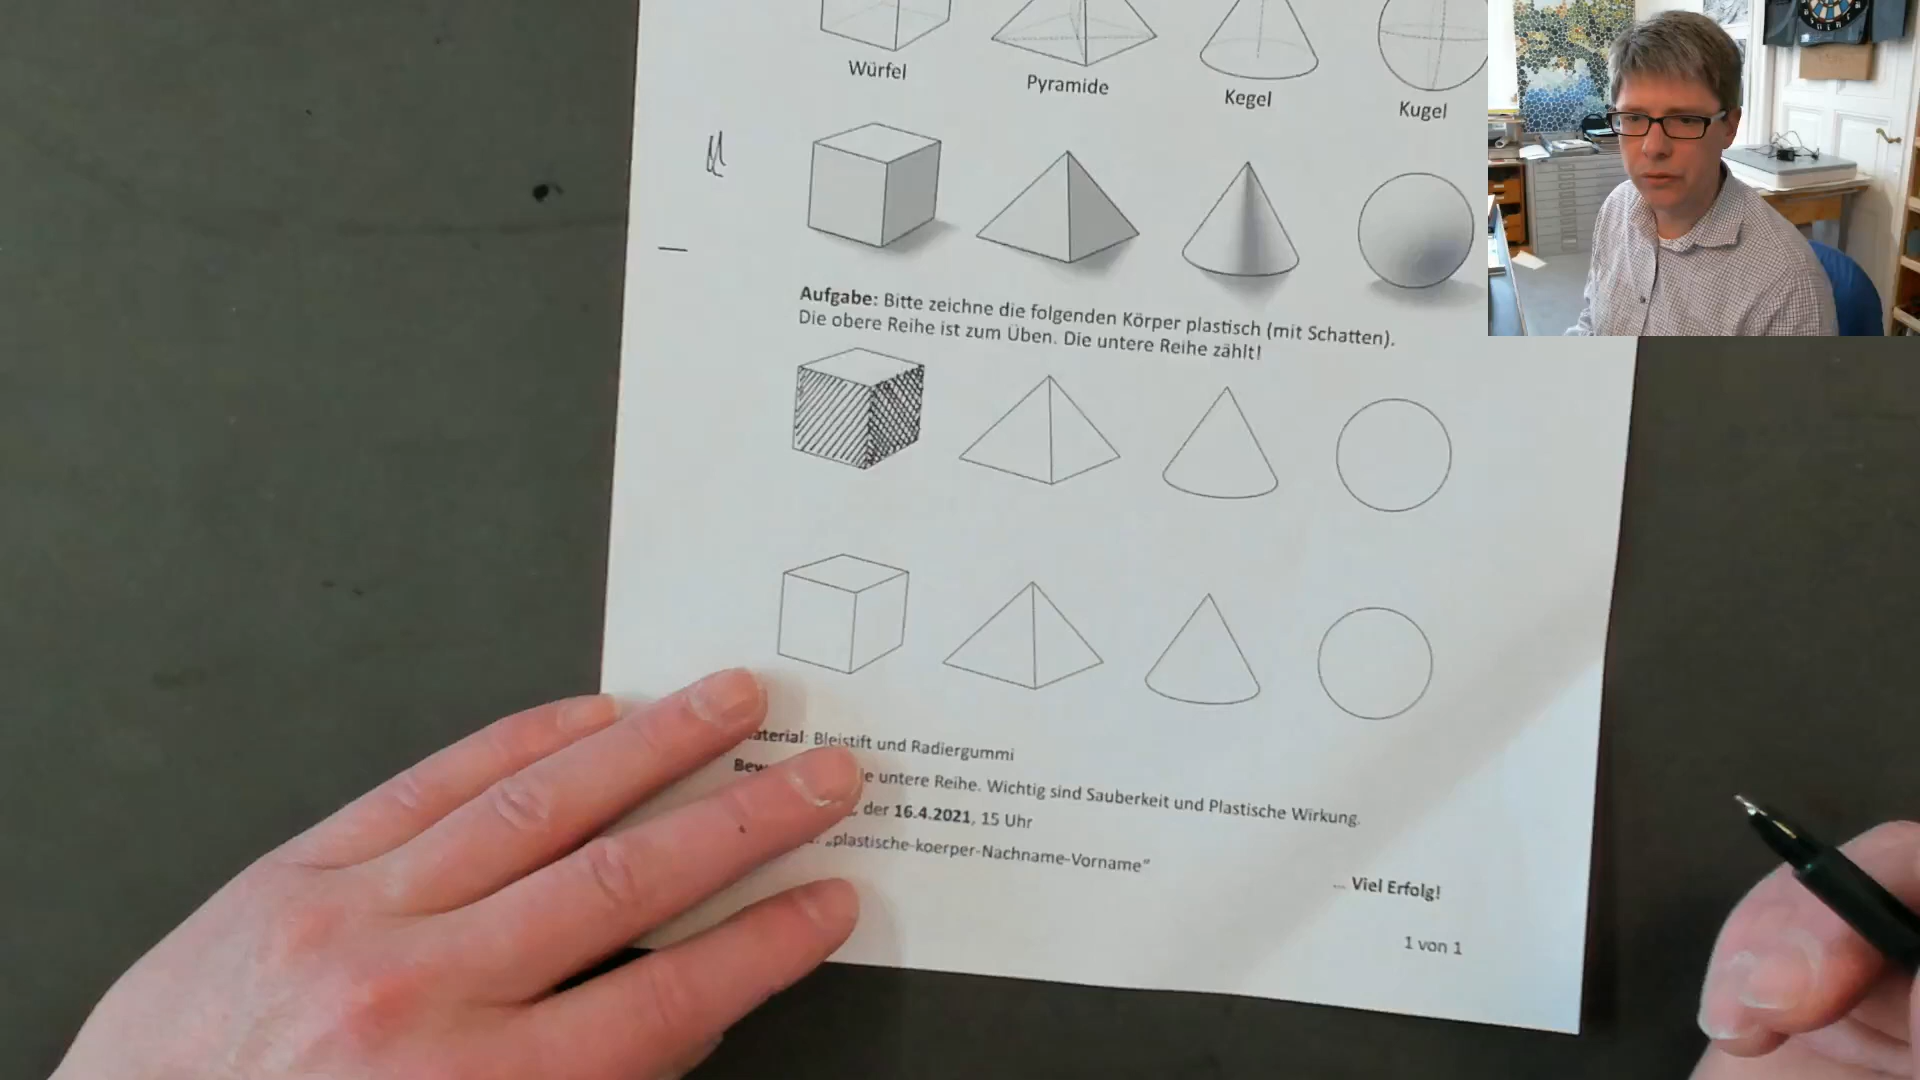 Würfel
Pyramide
Kegel
Kugel
Aufgabe: Bitte zeichne die folgenden Körper plastisch (mit Schatten).
Die obere Reihe ist zum Üben. Die untere Reihe zählt!
aterial: Bleistift und Radiergummi
untere Reihe. Wichtig sind Sauberkeit und Plastische Wirkung.
der 16.4.2021, 15 Uhr
„plastische-koerper-Nachname-Vorname“
... Viel Erfolg!
1 von 1